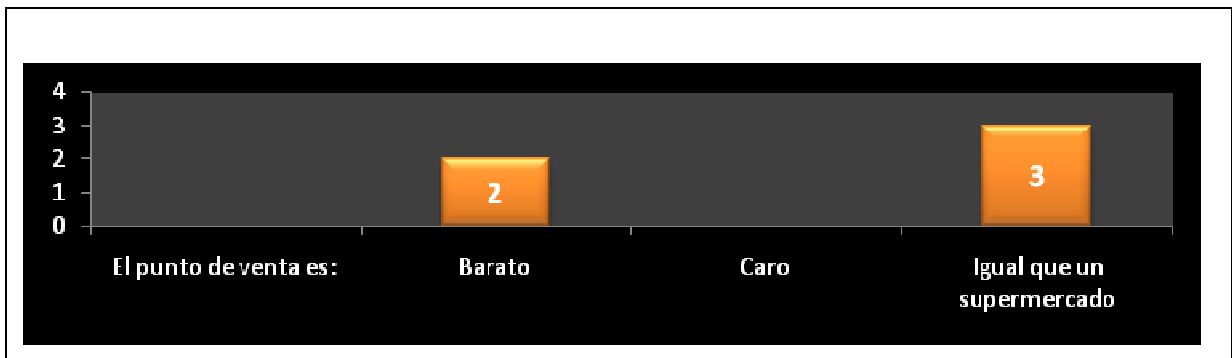 4
3
2
1
0
2
3
El punto de venta es:
Barato
Caro
Igual que un
supermercado